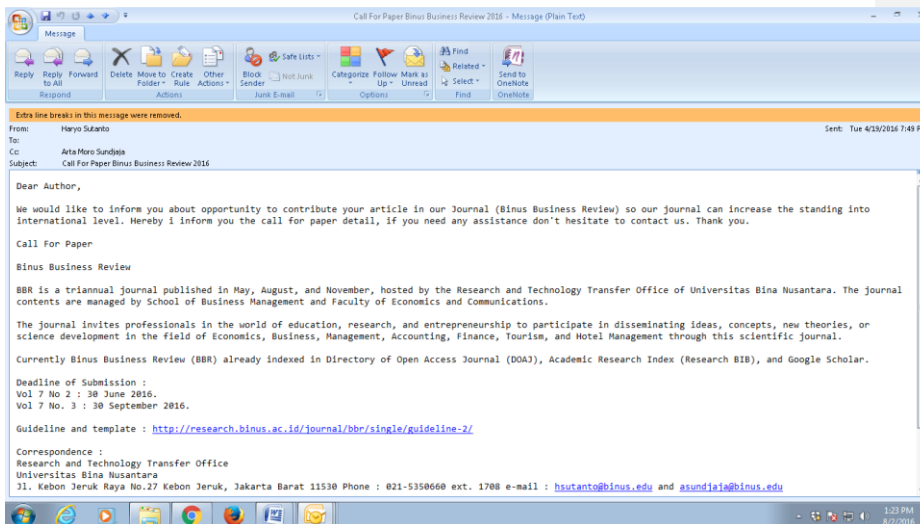 Call For Paper Binus Business Review 2016 - Message (Plain Text)
Message
Reply
Reply to All
Forward
Delete
Move to Folder
Create Rule
Other Actions
Block Sender
Safe Lists
Not Junk
Categorize
Follow Up
Mark as Unread
Find
Related
Select
Send to OneNote
Respond
Actions
Junk E-mail
Options
Find
OneNote
Extra line breaks in this message were removed.
From: Haryo Sutanto
Sent: Tue 4/19/2016 7:49 P
To:
Cc: Arta Moro Sundjaja
Subject: Call For Paper Binus Business Review 2016
Dear Author,
We would like to inform you about opportunity to contribute your article in our Journal (Binus Business Review) so our journal can increase the standing into
international level. Hereby i inform you the call for paper detail, if you need any assistance don't hesitate to contact us. Thank you.
Call For Paper
Binus Business Review
BBR is a triannual journal published in May, August, and November, hosted by the Research and Technology Transfer Office of Universitas Bina Nusantara. The journal
contents are managed by School of Business Management and Faculty of Economics and Communications.
The journal invites professionals in the world of education, research, and entrepreneurship to participate in disseminating ideas, concepts, new theories, or
science development in the field of Economics, Business, Management, Accounting, Finance, Tourism, and Hotel Management through this scientific journal.
Currently Binus Business Review (BBR) already indexed in Directory of Open Access Journal (DOAJ), Academic Research Index (Research BIB), and Google Scholar.
Deadline of Submission :
Vol 7 No 2 : 30 June 2016.
Vol 7 No. 3 : 30 September 2016.
Guideline and template : http://research.binus.ac.id/journal/bbr/single/guideline-2/
Correspondence :
Research and Technology Transfer Office
Universitas Bina Nusantara
Jl. Kebon Jeruk Raya No.27 Kebon Jeruk, Jakarta Barat 11530 Phone : 021-5350660 ext. 1708 e-mail : hsutanto@binus.edu and asundjaja@binus.edu
1:23 PM
8/2/2016